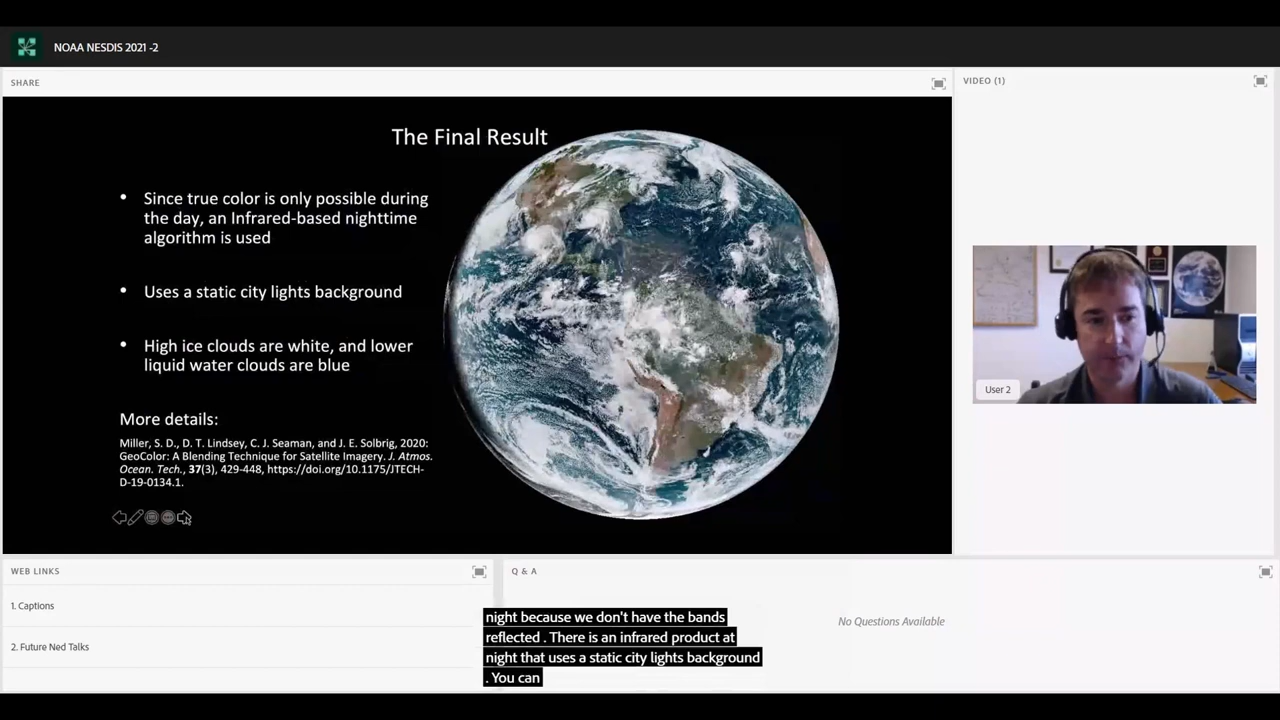 NOAA NESDIS 2021 -2
SHARE
The Final Result
• Since true color is only possible during
the day, an Infrared-based nighttime
algorithm is used
• Uses a static city lights background
• High ice clouds are white, and lower
liquid water clouds are blue
More details:
Miller, S. D., D. T. Lindsey, C. J. Seaman, and J. E. Solbrig, 2020:
GeoColor: A Blending Technique for Satellite Imagery. J. Atmos.
Ocean. Tech., 37(3), 429-448, https://doi.org/10.1175/JTECH-
D-19-0134.1.
VIDEO (1)
User 2
WEB LINKS
1. Captions
2. Future Ned Talks
Q & A
night because we don't have the bands
reflected . There is an infrared product at
night that uses a static city lights background
. You can
No Questions Available